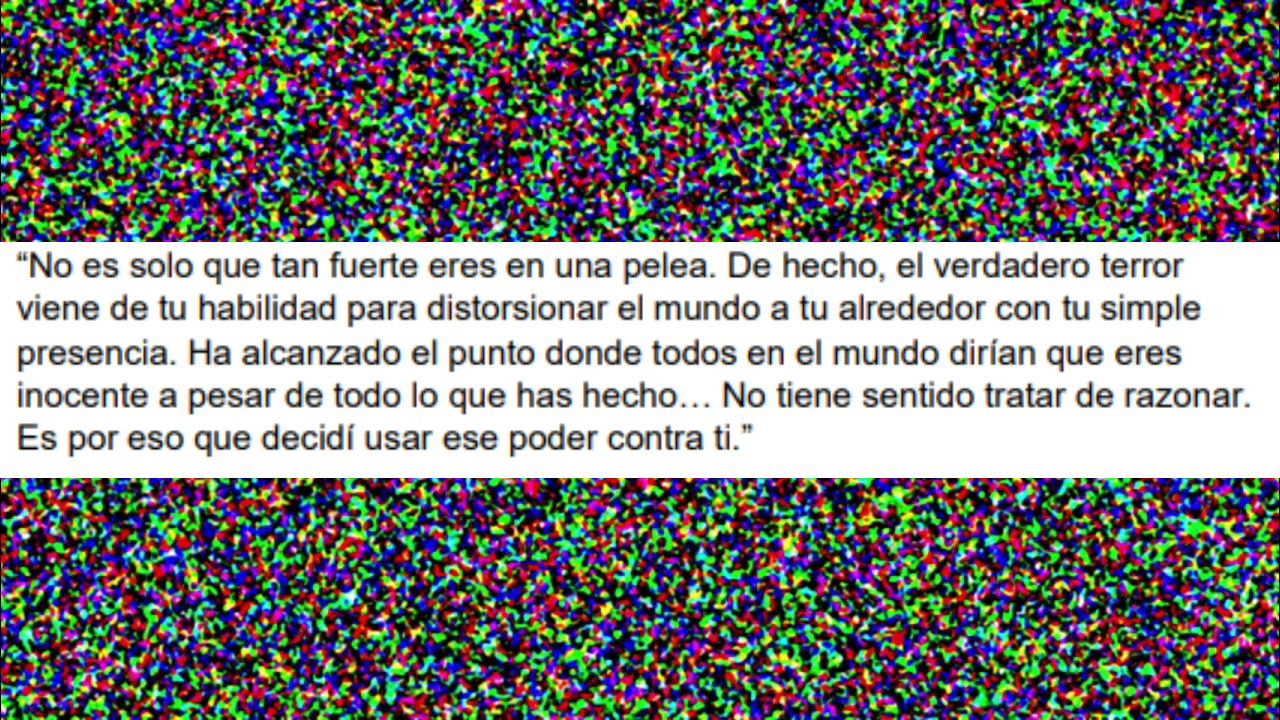 “No es solo que tan fuerte eres en una pelea. De hecho, el verdadero terror
viene de tu habilidad para distorsionar el mundo a tu alrededor con tu simple
presencia. Ha alcanzado el punto donde todos en el mundo dirían que eres
inocente a pesar de todo lo que has hecho… No tiene sentido tratar de razonar.
Es por eso que decidí usar ese poder contra ti.”